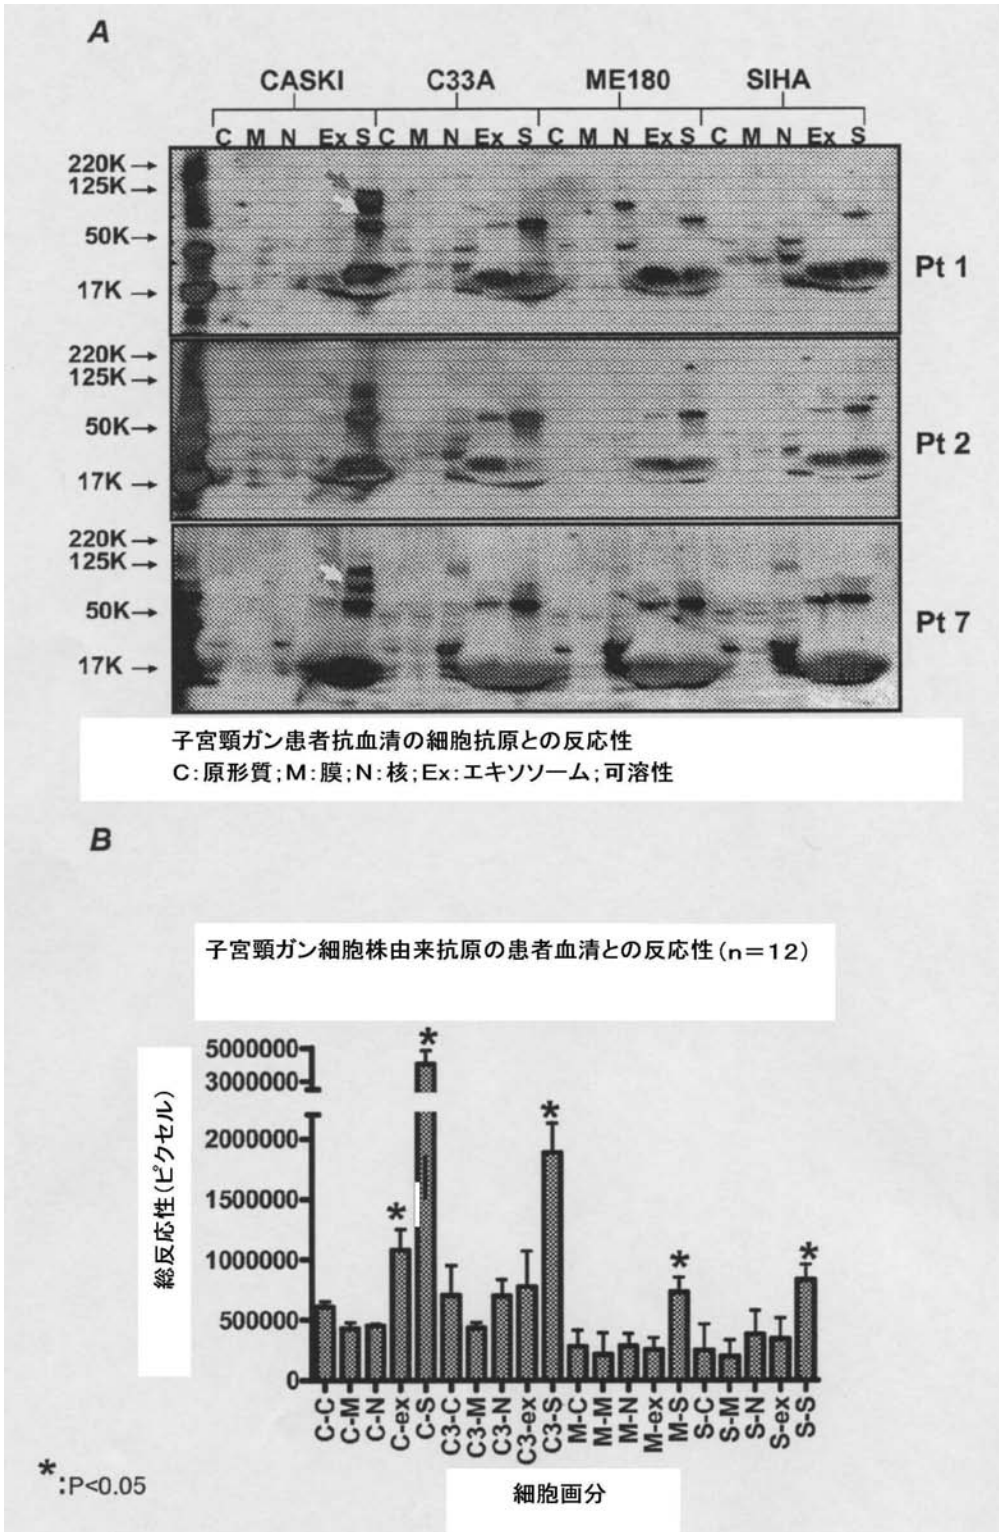 A
CASKI C33A ME180 SIHA
C M N Ex S C M N Ex S C M N Ex S C M N Ex S
220K→
125K→
50K→
17K→
Pt 1
220K→
125K→
50K→
17K→
Pt 2
220K→
125K→
50K→
17K→
Pt 7
子宮頸ガン患者抗血清の細胞抗原との反応性
C:原形質;M:膜;N:核;Ex:エキソソーム;可溶性
B
子宮頸ガン細胞株由来抗原の患者血清との反応性(n=12)
総反応性(ピクセル)
5000000
3000000
2000000
1500000
1000000
500000
0
* * * * *
C-C C-M C-N C-ex C-S C3-C C3-M C3-N C3-ex C3-S M-C M-M M-N M-ex M-S S-C S-M S-N S-ex S-S
細胞画分
*:P<0.05